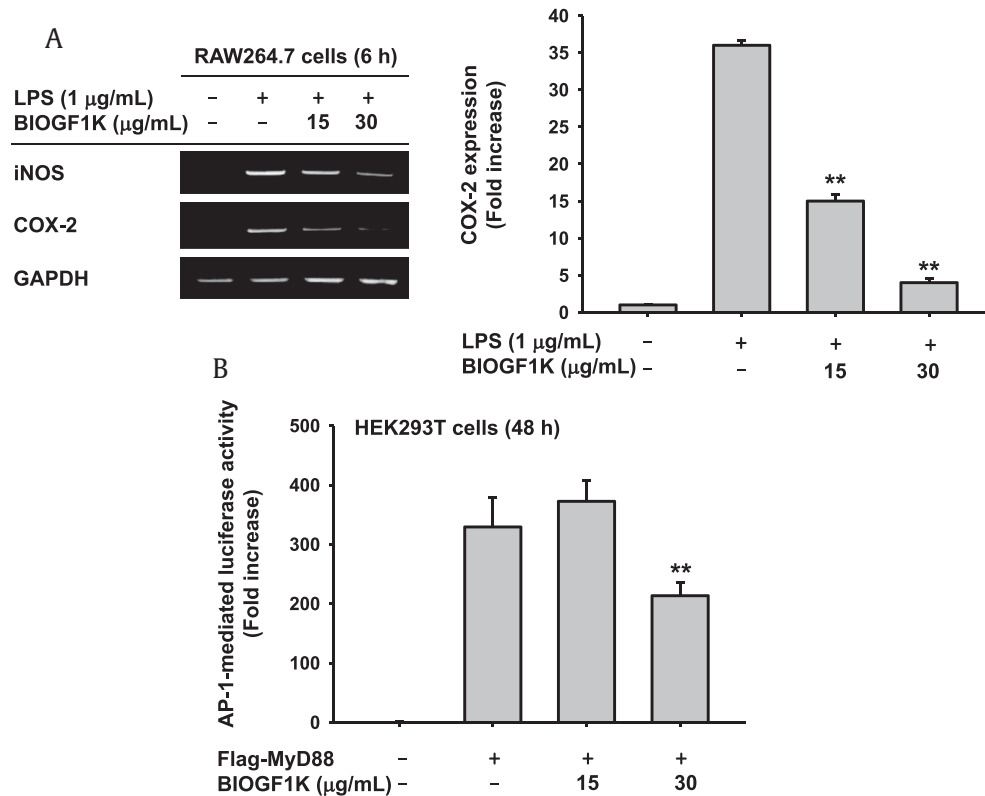 A
RAW264.7 cells (6 h)
LPS (1 μg/mL) – + + +
BIOGF1K (μg/mL) – – 15 30
iNOS
COX-2
GAPDH
COX-2 expression
(Fold increase)
40
35
30
25
20
15
10
5
0
**
**
LPS (1 μg/mL) – + + +
BIOGF1K (μg/mL) – – 15 30
B
AP-1-mediated luciferase activity
(Fold increase)
HEK293T cells (48 h)
500
400
300
200
100
0
**
Flag-MyD88 – + + +
BIOGF1K (μg/mL) – – 15 30